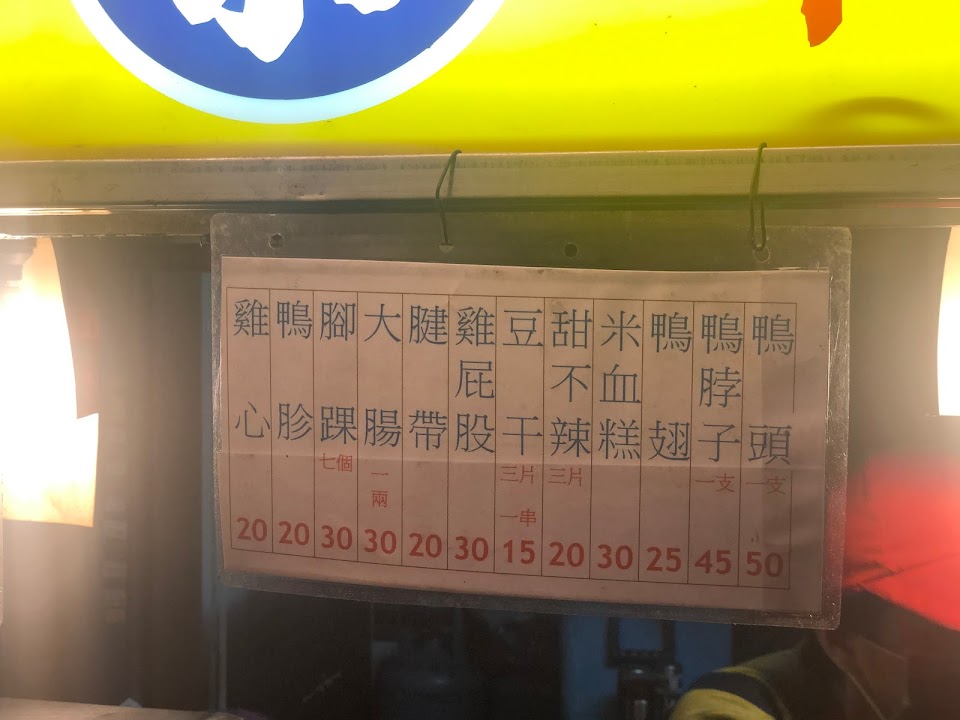 鴨頭 一支 50
鴨脖子 一支 45
鴨翅 25
米血糕 30
甜不辣 三片 20
豆干 三片 一串 15
雞屁股 30
腱帶 20
大腸 一兩 30
腳踝 七個 30
鴨胗 20
雞心 20